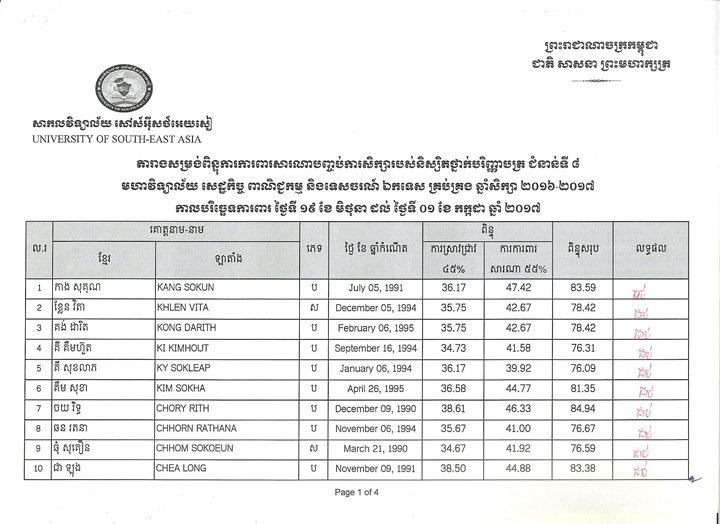 ព្រះរាជាណាចក្រកម្ពុជា
ជាតិ សាសនា ព្រះមហាក្សត្រ
សាកលវិទ្យាល័យ សៅស៍អ៊ីសថ៍អេយសៀ
UNIVERSITY OF SOUTH-EAST ASIA
តារាងសម្រង់ពិន្ទុការការពារសារណាបញ្ចប់ការសិក្សារបស់និស្សិតថ្នាក់បរិញ្ញាបត្រ ជំនាន់ទី ៨
មហាវិទ្យាល័យ សេដ្ឋកិច្ច ពាណិជ្ជកម្ម និងទេសចរណ៍ ឯកទេស គ្រប់គ្រង ឆ្នាំសិក្សា ២០១៦-២០១៧
កាលបរិច្ឆេទការពារ ថ្ងៃទី ១៩ ខែ មិថុនា ដល់ ថ្ងៃទី ០១ ខែ កក្កដា ឆ្នាំ ២០១៧
ល.រ គោត្តនាម-នាម ភេទ ថ្ងៃ ខែ ឆ្នាំកំណើត ពិន្ទុ ពិន្ទុសរុប លទ្ធផល
ខ្មែរ ឡាតាំង ការស្រាវជ្រាវ ៤៥% ការការពារ សារណា ៥៥%
1 កាង សុគុណ KANG SOKUN ប July 05, 1991 36.17 47.42 83.59 ជាប់
2 ខ្លែន វីតា KHLEN VITA ស December 05, 1994 35.75 42.67 78.42 ជាប់
3 គង់ ដារិត KONG DARITH ប February 06, 1995 35.75 42.67 78.42 ជាប់
4 គី គឹមហួត KI KIMHOUT ប September 16, 1994 34.73 41.58 76.31 ជាប់
5 គី សុខលាភ KY SOKLEAP ប January 06, 1994 36.17 39.92 76.09 ជាប់
6 គឹម សុខា KIM SOKHA ប April 26, 1995 36.58 44.77 81.35 ជាប់
7 ចយ រិទ្ធ CHORY RITH ប December 09, 1990 38.61 46.33 84.94 ជាប់
8 ឆន រតនា CHHORN RATHANA ប November 06, 1994 35.67 41.00 76.67 ជាប់
9 ធុំ សុគឿន CHHOM SOKOEUN ស March 21, 1990 34.67 41.92 76.59 ជាប់
10 ជា ឡុង CHEA LONG ប November 09, 1991 38.50 44.88 83.38 ជាប់
Page 1 of 4